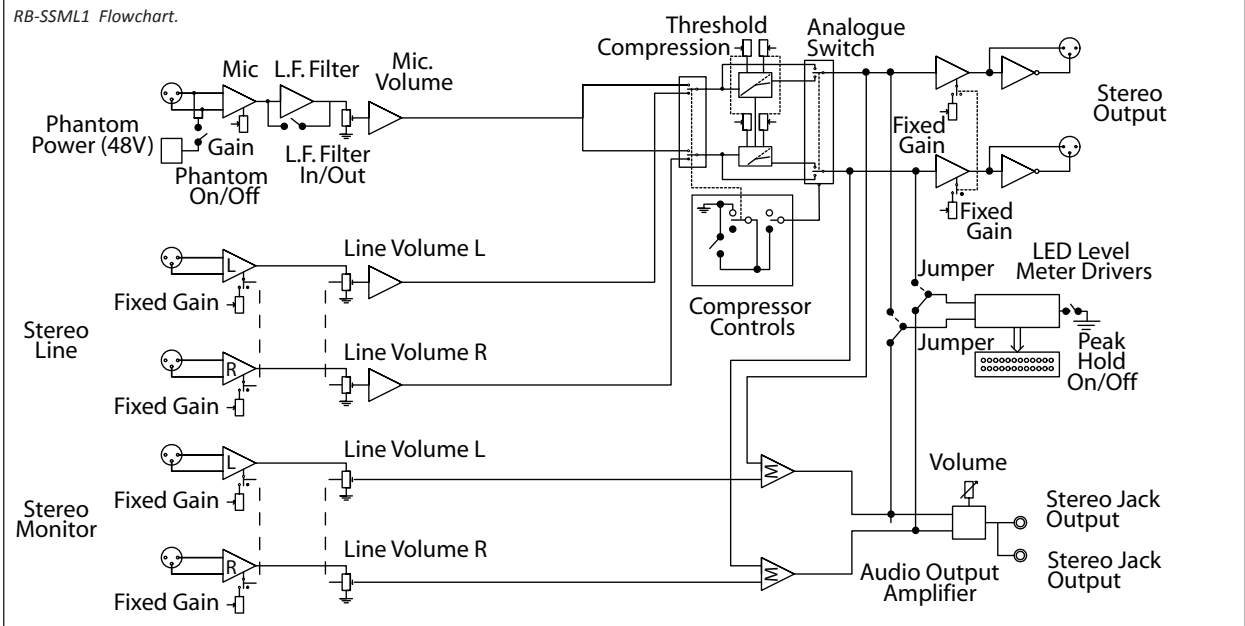 RB-SSML1 Flowchart.
Threshold
Compression
Analogue
Switch
Mic
L.F. Filter
Mic.
Volume
Phantom
Power (48V)
Gain
Phantom
On/Off
L.F. Filter
In/Out
Fixed
Gain
Stereo
Output
Fixed
Gain
Compressor
Controls
Jumper
Jumper
LED Level
Meter Drivers
Peak
Hold
On/Off
Stereo
Line
L
Fixed Gain
Line Volume L
R
Fixed Gain
Line Volume R
Stereo
Monitor
L
Fixed Gain
Line Volume L
M
R
Fixed Gain
Line Volume R
M
Volume
Audio Output
Amplifier
Stereo Jack
Output
Stereo Jack
Output